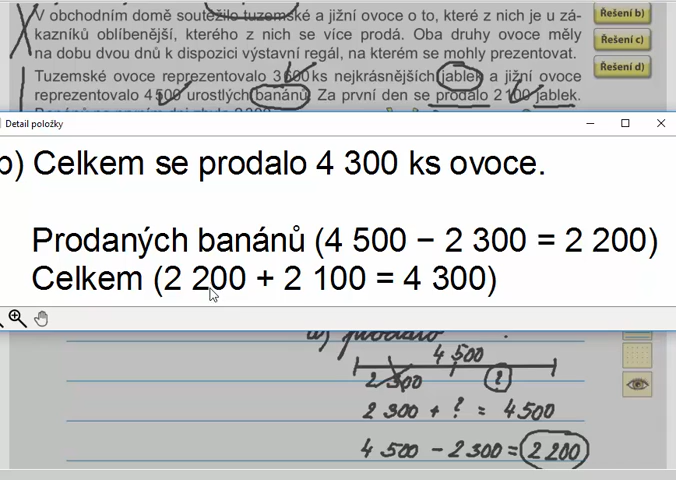 V obchodním domě soutěžilo tuzemské a jižní ovoce o to, které z nich je u zá-
kazníků oblíbenější, kterého z nich se více prodá. Oba druhy ovoce měly
na dobu dvou dnů k dispozici výstavní regál, na kterém se mohly prezentovat.
Tuzemské ovoce reprezentovalo 3 600 ks nejkrásnějších jablek a jižní ovoce
reprezentovalo 4 500 urostlých banánů. Za první den se prodalo 2 100 jablek.
Řešení b)
Řešení c)
Řešení d)
Detail položky
b) Celkem se prodalo 4 300 ks ovoce.
Prodaných banánů (4 500 − 2 300 = 2 200)
Celkem (2 200 + 2 100 = 4 300)
a) prodalo ?
4 500
2 300 ?
2 300 + ? = 4 500
4 500 − 2 300 = 2 200